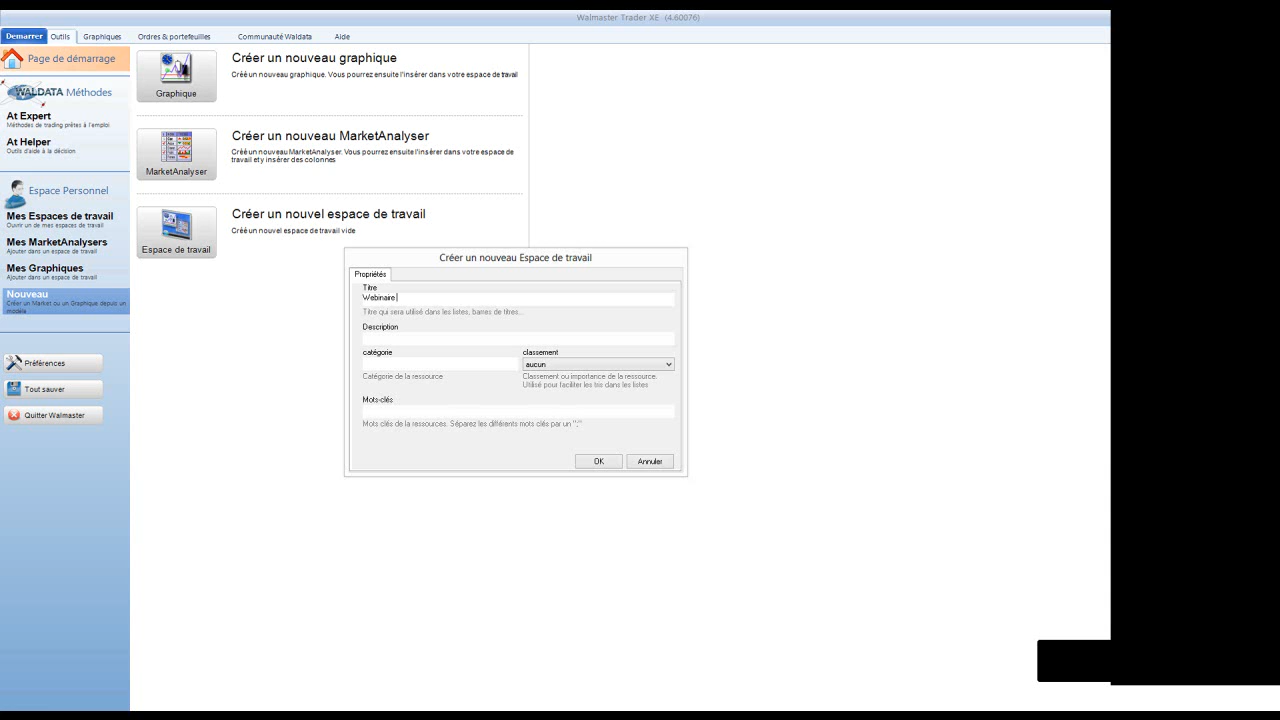 Walmaster Trader XE (4.60076)
Demarrer Outils Graphiques Ordres & portefeuilles Communauté Waldata Aide
Page de démarrage
WALDATA Méthodes
At Expert
Méthodes de trading prêtes à l'emploi
At Helper
Outils d'aide à la décision
Espace Personnel
Mes Espaces de travail
Ouvrir un de mes espaces de travail
Mes MarketAnalysers
Ajouter dans un espace de travail
Mes Graphiques
Ajouter dans un espace de travail
Nouveau
Créer un Market ou un Graphique depuis un
modèle
Préférences
Tout sauver
Quitter Walmaster
Graphique
Créer un nouveau graphique
Créé un nouveau graphique. Vous pourrez ensuite l'insérer dans votre espace de travail
MarketAnalyser
Créer un nouveau MarketAnalyser
Créé un nouveau MarketAnalyser. Vous pourrez ensuite l'insérer dans votre espace de
travail et y insérer des colonnes
Espace de travail
Créer un nouvel espace de travail
Créé un nouvel espace de travail vide
Créer un nouveau Espace de travail
Propriétés
Titre
Webinaire
Titre qui sera utilisé dans les listes, barres de titres...
Description
catégorie
Catégorie de la ressource
classement
aucun
Classement ou importance de la ressource.
Utilisé pour faciliter les tris dans les listes
Mots-clés
Mots clés de la ressources. Séparez les différents mots clés par un ";"
OK Annuler